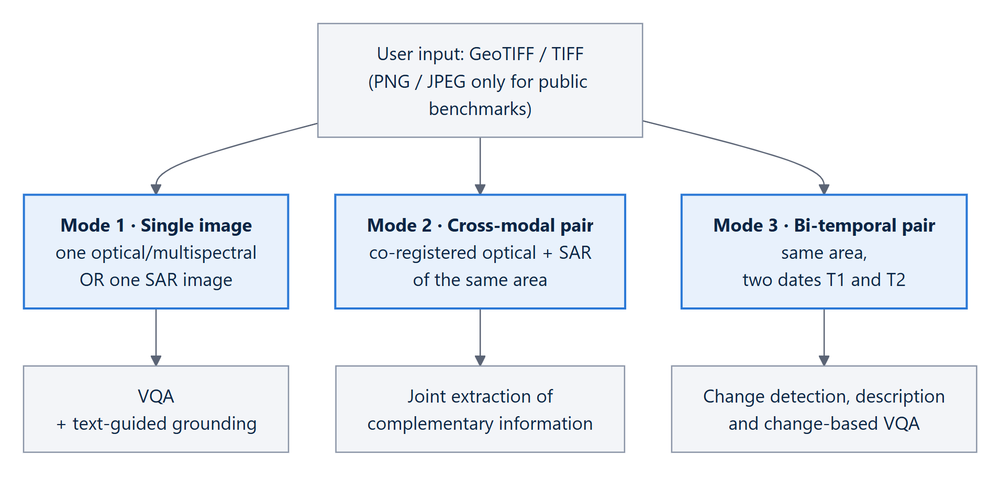 User input: GeoTIFF / TIFF
(PNG / JPEG only for public
benchmarks)
Mode 1 · Single image
one optical/multispectral
OR one SAR image
Mode 2 · Cross-modal pair
co-registered optical + SAR
of the same area
Mode 3 · Bi-temporal pair
same area,
two dates T1 and T2
VQA
+ text-guided grounding
Joint extraction of
complementary information
Change detection, description
and change-based VQA